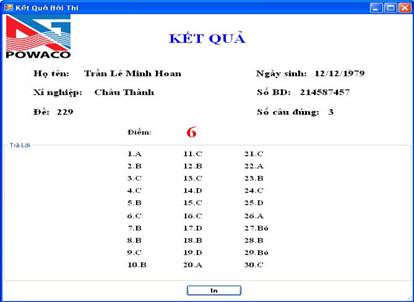 Kết Quả Bài Thi
POWACO
KẾT QUẢ
Họ tên: Trần Lê Minh Hoan Ngày sinh: 12/12/1979
Xí nghiệp: Châu Thành Số BD: 214587457
Đề: 229 Số câu đúng: 3
Điểm: 6
Trả Lời
1.A 11.C 21.C
2.B 12.B 22.A
3.C 13.C 23.B
4.C 14.D 24.C
5.B 15.C 25.D
6.C 16.C 26.A
7.B 17.D 27.Bỏ
8.B 18.B 28.B
9.C 19.D 29.Bỏ
10.B 20.A 30.C
In